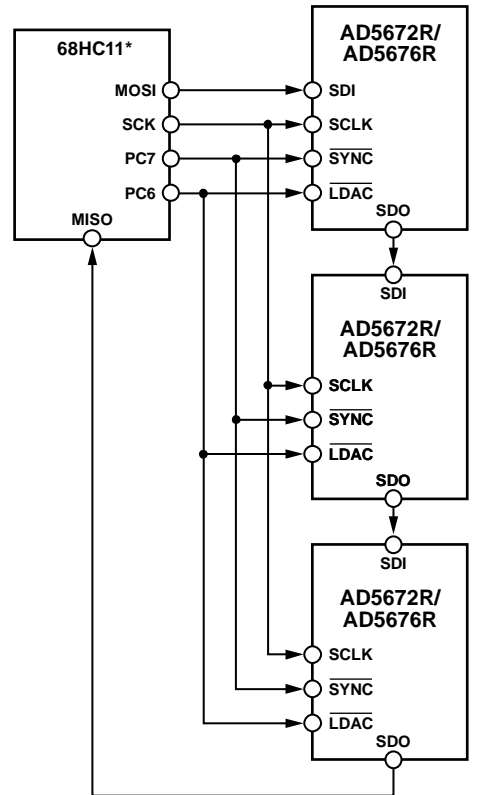 68HC11*
MOSI
SCK
PC7
PC6
MISO
AD5672R/
AD5676R
SDI
SCLK
SYNC
LDAC
SDO
SDI
AD5672R/
AD5676R
SCLK
SYNC
LDAC
SDO
SDI
AD5672R/
AD5676R
SCLK
SYNC
LDAC
SDO